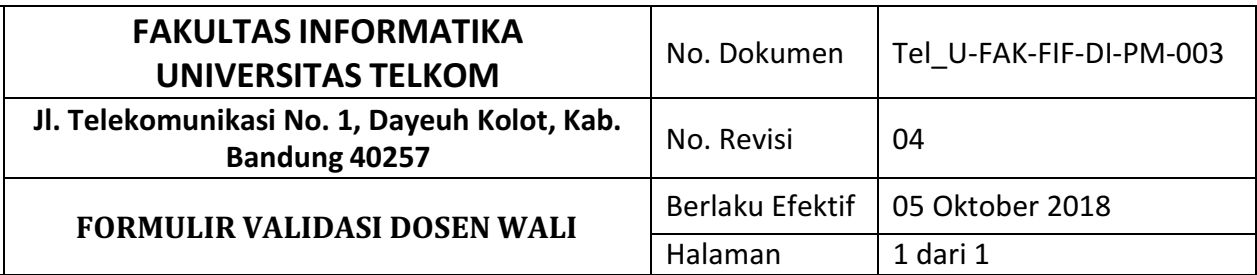 FAKULTAS INFORMATIKA
UNIVERSITAS TELKOM
No. Dokumen
Tel_U-FAK-FIF-DI-PM-003
Jl. Telekomunikasi No. 1, Dayeuh Kolot, Kab.
Bandung 40257
No. Revisi
04
FORMULIR VALIDASI DOSEN WALI
Berlaku Efektif
05 Oktober 2018
Halaman
1 dari 1